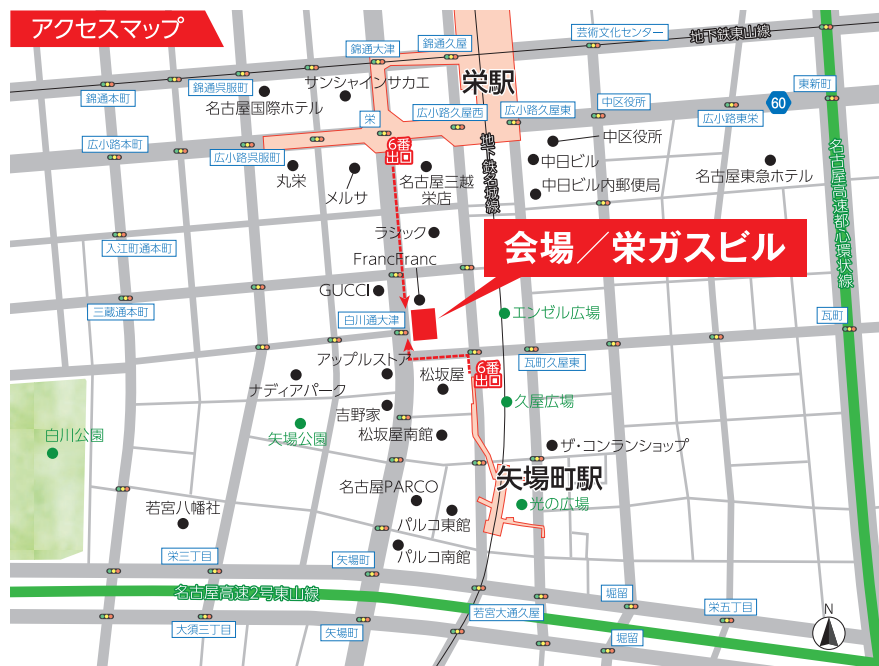 アクセスマップ
錦通大津
錦通久屋
芸術文化センター
地下鉄東山線
錦通本町
錦通呉服町
サンシャインサカエ
栄駅
東新町
名古屋国際ホテル
広小路久屋西
広小路久屋東
中区役所
60
広小路東栄
栄
広小路本町
広小路呉服町
6番
出口
地下鉄名城線
中区役所
中日ビル
中日ビル内郵便局
名古屋東急ホテル
名古屋高速都心環状線
丸栄
メルサ
名古屋三越
栄店
入江町通本町
ラシック
FrancFranc
会場／栄ガスビル
GUCCI
三蔵通本町
白川通大津
エンゼル広場
瓦町
アップルストア
瓦町久屋東
ナディアパーク
松坂屋
6番
出口
吉野家
久屋広場
白川公園
矢場公園
松坂屋南館
ザ・コンランショップ
矢場町駅
名古屋PARCO
若宮八幡社
パルコ東館
光の広場
パルコ南館
栄三丁目
矢場町
名古屋高速2号東山線
若宮大通久屋
堀留
栄五丁目
N
大須三丁目
矢場町
堀留